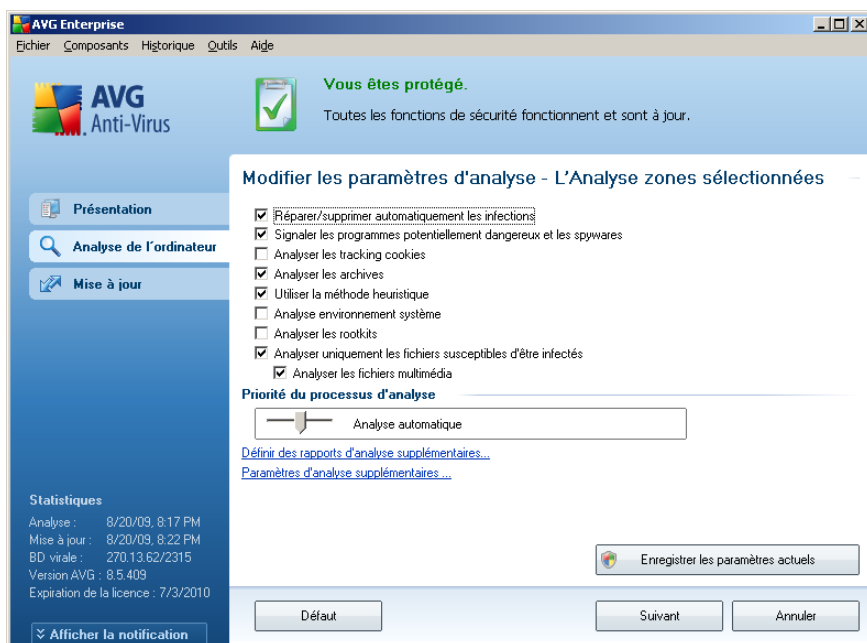 AVG Enterprise
Fichier Composants Historique Outils Aide
AVG
Anti-Virus
Vous êtes protégé.
Toutes les fonctions de sécurité fonctionnent et sont à jour.
Présentation
Analyse de l'ordinateur
Mise à jour
Modifier les paramètres d'analyse - L'Analyse zones sélectionnées
Réparer/supprimer automatiquement les infections
Signaler les programmes potentiellement dangereux et les spywares
Analyser les tracking cookies
Analyser les archives
Utiliser la méthode heuristique
Analyse environnement système
Analyser les rootkits
Analyser uniquement les fichiers susceptibles d'être infectés
Analyser les fichiers multimédia
Priorité du processus d'analyse
Analyse automatique
Définir des rapports d'analyse supplémentaires...
Paramètres d'analyse supplémentaires ...
Statistiques
Analyse : 8/20/09, 8:17 PM
Mise à jour : 8/20/09, 8:22 PM
BD virale : 270.13.62/2315
Version AVG : 8.5.409
Expiration de la licence : 7/3/2010
Afficher la notification
Enregistrer les paramètres actuels
Défaut
Suivant
Annuler